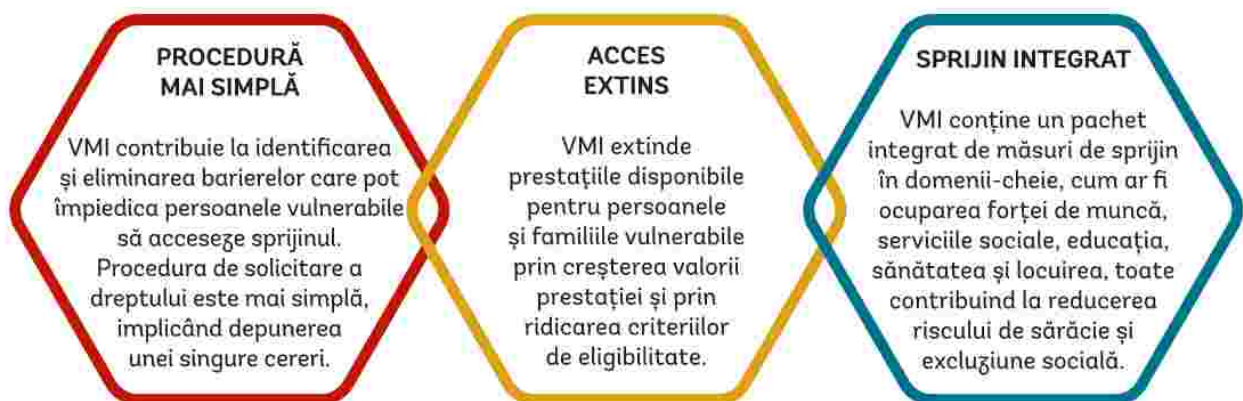 PROCEDURĂ
MAI SIMPLĂ
VMI contribuie la identificarea
și eliminarea barierelor care pot
împiedica persoanele vulnerabile
să acceseze sprijinul.
Procedura de solicitare a
dreptului este mai simplă,
implicând depunerea
unei singure cereri.
ACCES
EXTINS
VMI extinde
prestațiile disponibile
pentru persoanele
și familiile vulnerabile
prin creșterea valorii
prestației și prin
ridicarea criteriilor
de eligibilitate.
SPRIJIN INTEGRAT
VMI conține un pachet
integrat de măsuri de sprijin
în domenii-cheie, cum ar fi
ocuparea forței de muncă,
serviciile sociale, educația,
sănătatea și locuirea, toate
contribuind la reducerea
riscului de sărăcie și
excluziune socială.